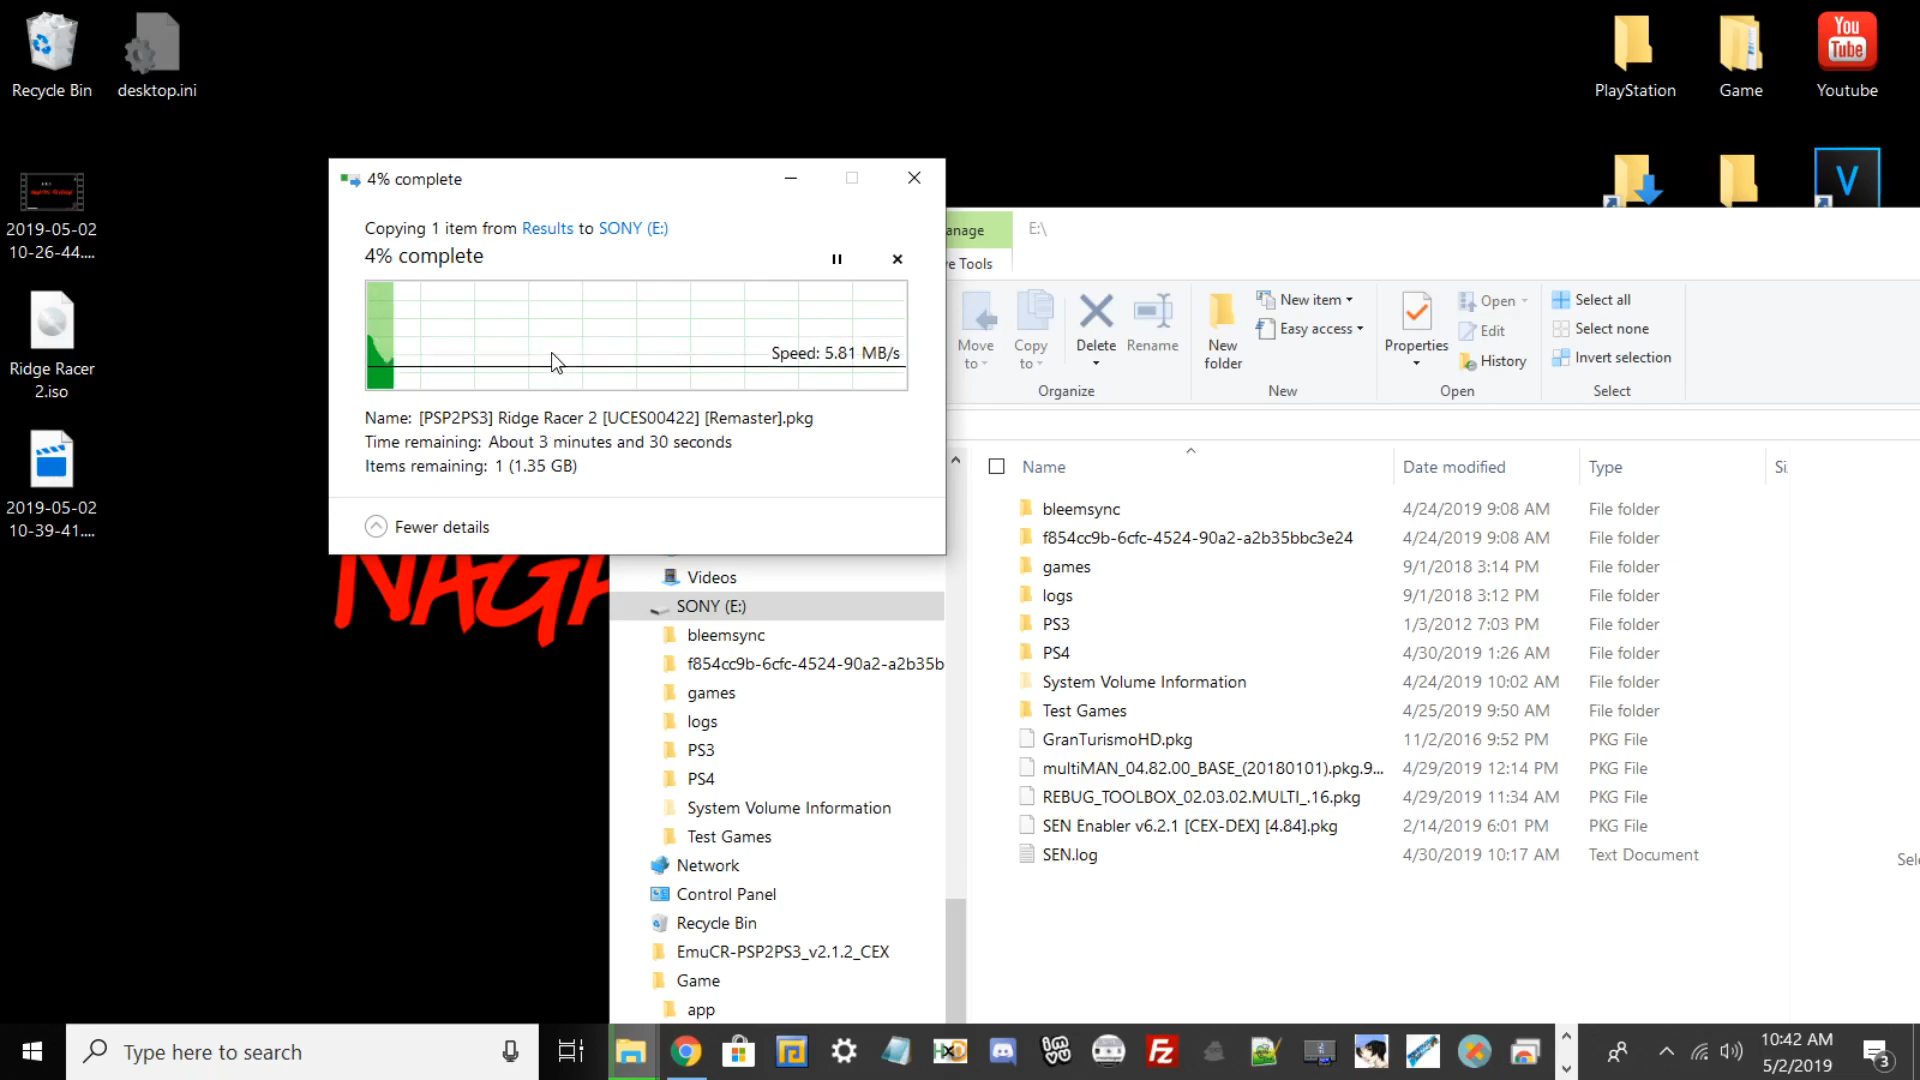 Recycle Bin
desktop.ini
PlayStation
Game
You
Tube
Youtube
2019-05-02
10-26-44....
Ridge Racer
2.iso
2019-05-02
10-39-41....
V
4% complete
Copying 1 item from Results to SONY (E:)
4% complete
Speed: 5.81 MB/s
Name: [PSP2PS3] Ridge Racer 2 [UCES00422] [Remaster].pkg
Time remaining: About 3 minutes and 30 seconds
Items remaining: 1 (1.35 GB)
Fewer details
anage
E:\
e Tools
Move
to
Copy
to
Delete
Rename
Organize
New
folder
New item
Easy access
New
Properties
Open
Edit
History
Open
Select all
Select none
Invert selection
Select
Name
Date modified
Type
Si
bleemsync 4/24/2019 9:08 AM File folder
f854cc9b-6cfc-4524-90a2-a2b35bbc3e24 4/24/2019 9:08 AM File folder
games 9/1/2018 3:14 PM File folder
logs 9/1/2018 3:12 PM File folder
PS3 1/3/2012 7:03 PM File folder
PS4 4/30/2019 1:26 AM File folder
System Volume Information 4/24/2019 10:02 AM File folder
Test Games 4/25/2019 9:50 AM File folder
GranTurismoHD.pkg 11/2/2016 9:52 PM PKG File
multiMAN_04.82.00_BASE_(20180101).pkg.9... 4/29/2019 12:14 PM PKG File
REBUG_TOOLBOX_02.03.02.MULTI_.16.pkg 4/29/2019 11:34 AM PKG File
SEN Enabler v6.2.1 [CEX-DEX] [4.84].pkg 2/14/2019 6:01 PM PKG File
SEN.log 4/30/2019 10:17 AM Text Document
Sele
Videos
SONY (E:)
bleemsync
f854cc9b-6cfc-4524-90a2-a2b35b
games
logs
PS3
PS4
System Volume Information
Test Games
Network
Control Panel
Recycle Bin
EmuCR-PSP2PS3_v2.1.2_CEX
Game
app
NAGA
Type here to search
HxD
FZ
10:42 AM
5/2/2019
3